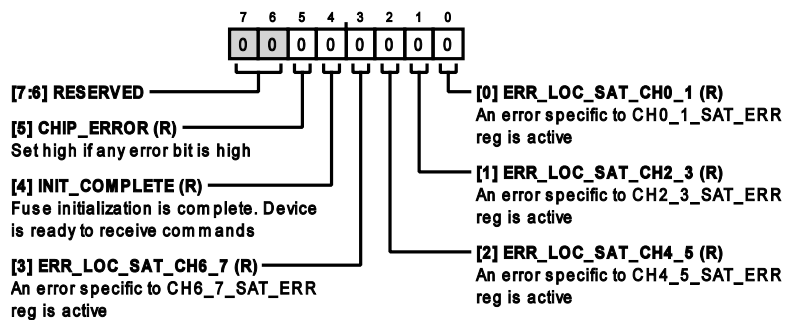 7 6 5 4 3 2 1 0
0 0 0 0 0 0 0 0
[7:6] RESERVED
[5] CHIP_ERROR (R)
Set high if any error bit is high
[4] INIT_COMPLETE (R)
Fuse initialization is complete. Device
is ready to receive commands
[3] ERR_LOC_SAT_CH6_7 (R)
An error specific to CH6_7_SAT_ERR
reg is active
[0] ERR_LOC_SAT_CH0_1 (R)
An error specific to CH0_1_SAT_ERR
reg is active
[1] ERR_LOC_SAT_CH2_3 (R)
An error specific to CH2_3_SAT_ERR
reg is active
[2] ERR_LOC_SAT_CH4_5 (R)
An error specific to CH4_5_SAT_ERR
reg is active